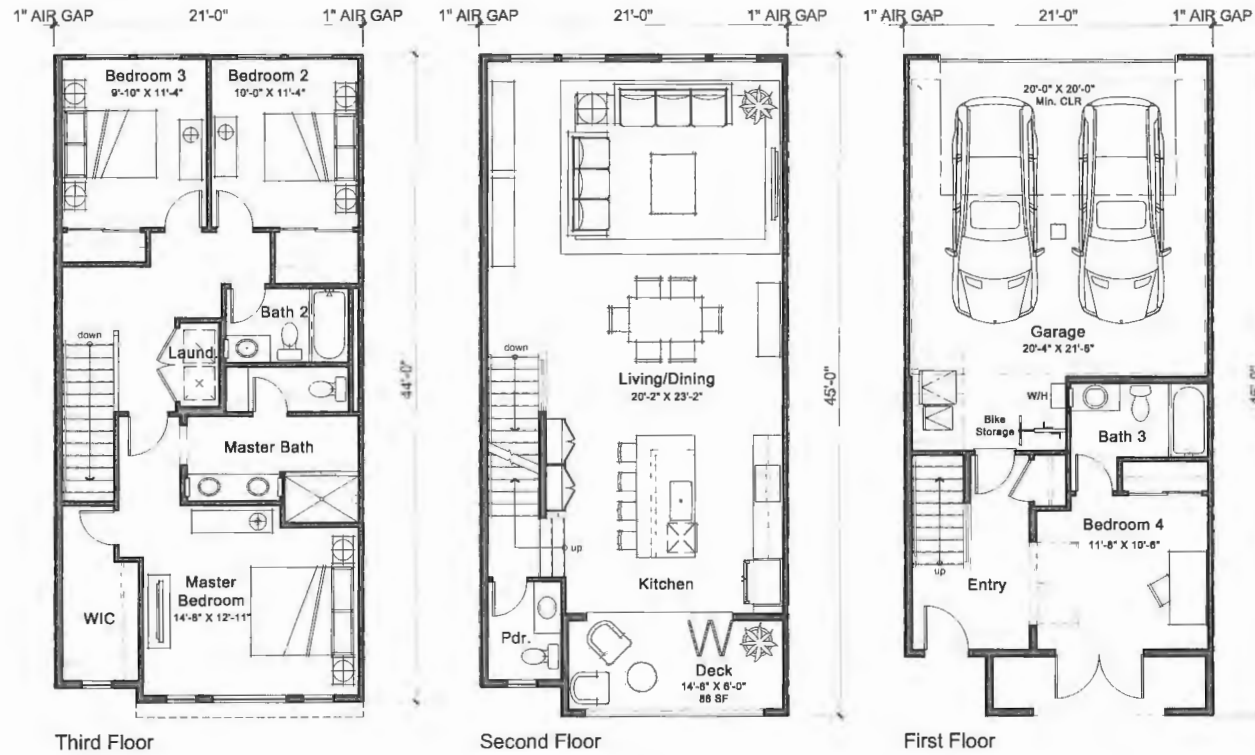 1" AIR GAP 21'-0" 1" AIR GAP
Bedroom 3
9'-10" X 11'-4"
Bedroom 2
10'-0" X 11'-4"
Bath 2
down
Laund.
Master Bath
Master
Bedroom
14'-8" X 12'-11"
WIC
44'-0"
Third Floor
1" AIR GAP 21'-0" 1" AIR GAP
down
Living/Dining
20'-2" X 23'-2"
up
Kitchen
Pdr.
Deck
14'-8" X 6'-0"
88 SF
45'-0"
Second Floor
1" AIR GAP 21'-0" 1" AIR GAP
20'-0" X 20'-0"
Min. CLR
Garage
20'-4" X 21'-6"
W/H
Bike
Storage
Bath 3
Bedroom 4
11'-8" X 10'-6"
up
Entry
First Floor